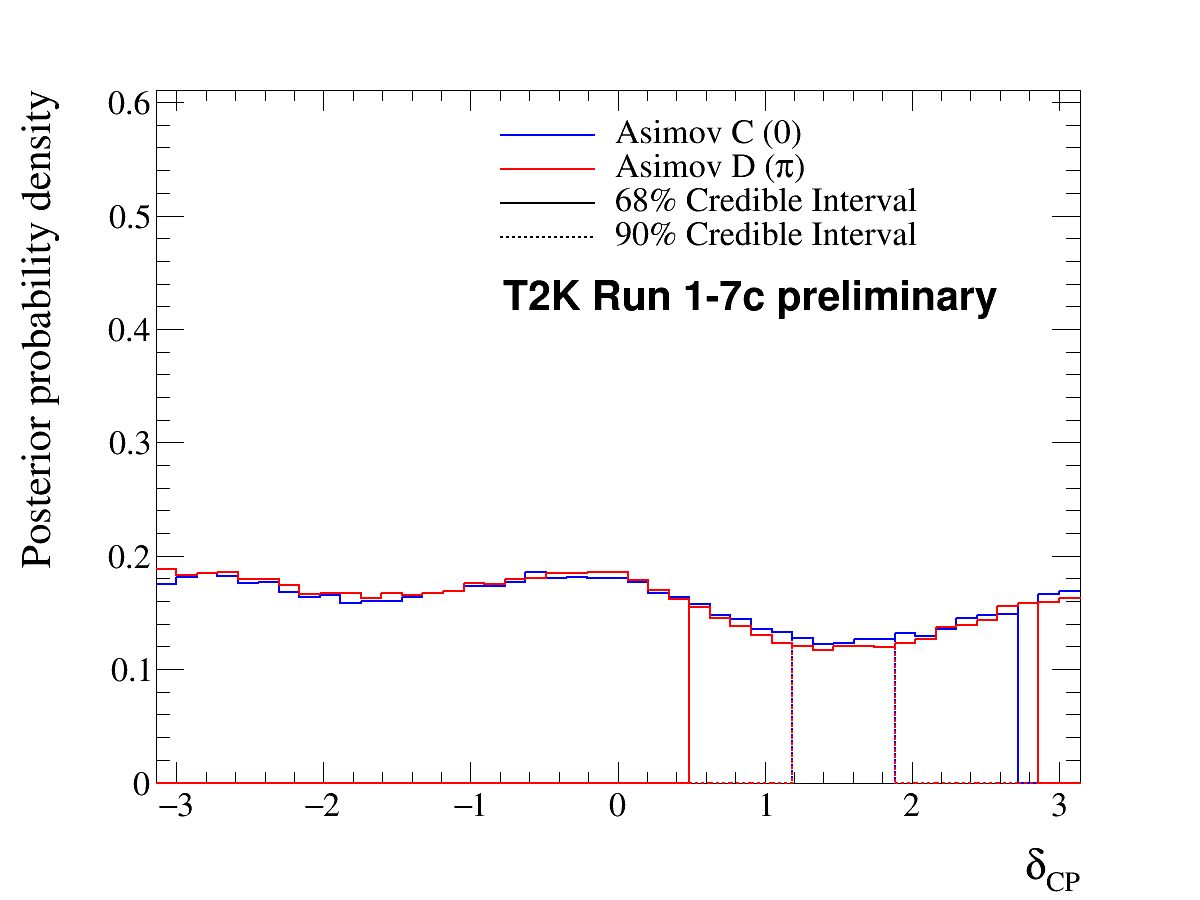 Posterior probability density
0.6
0.5
0.4
0.3
0.2
0.1
0
Asimov C (0)
Asimov D (π)
68% Credible Interval
90% Credible Interval
T2K Run 1-7c preliminary
−3 −2 −1 0 1 2 3
δCP